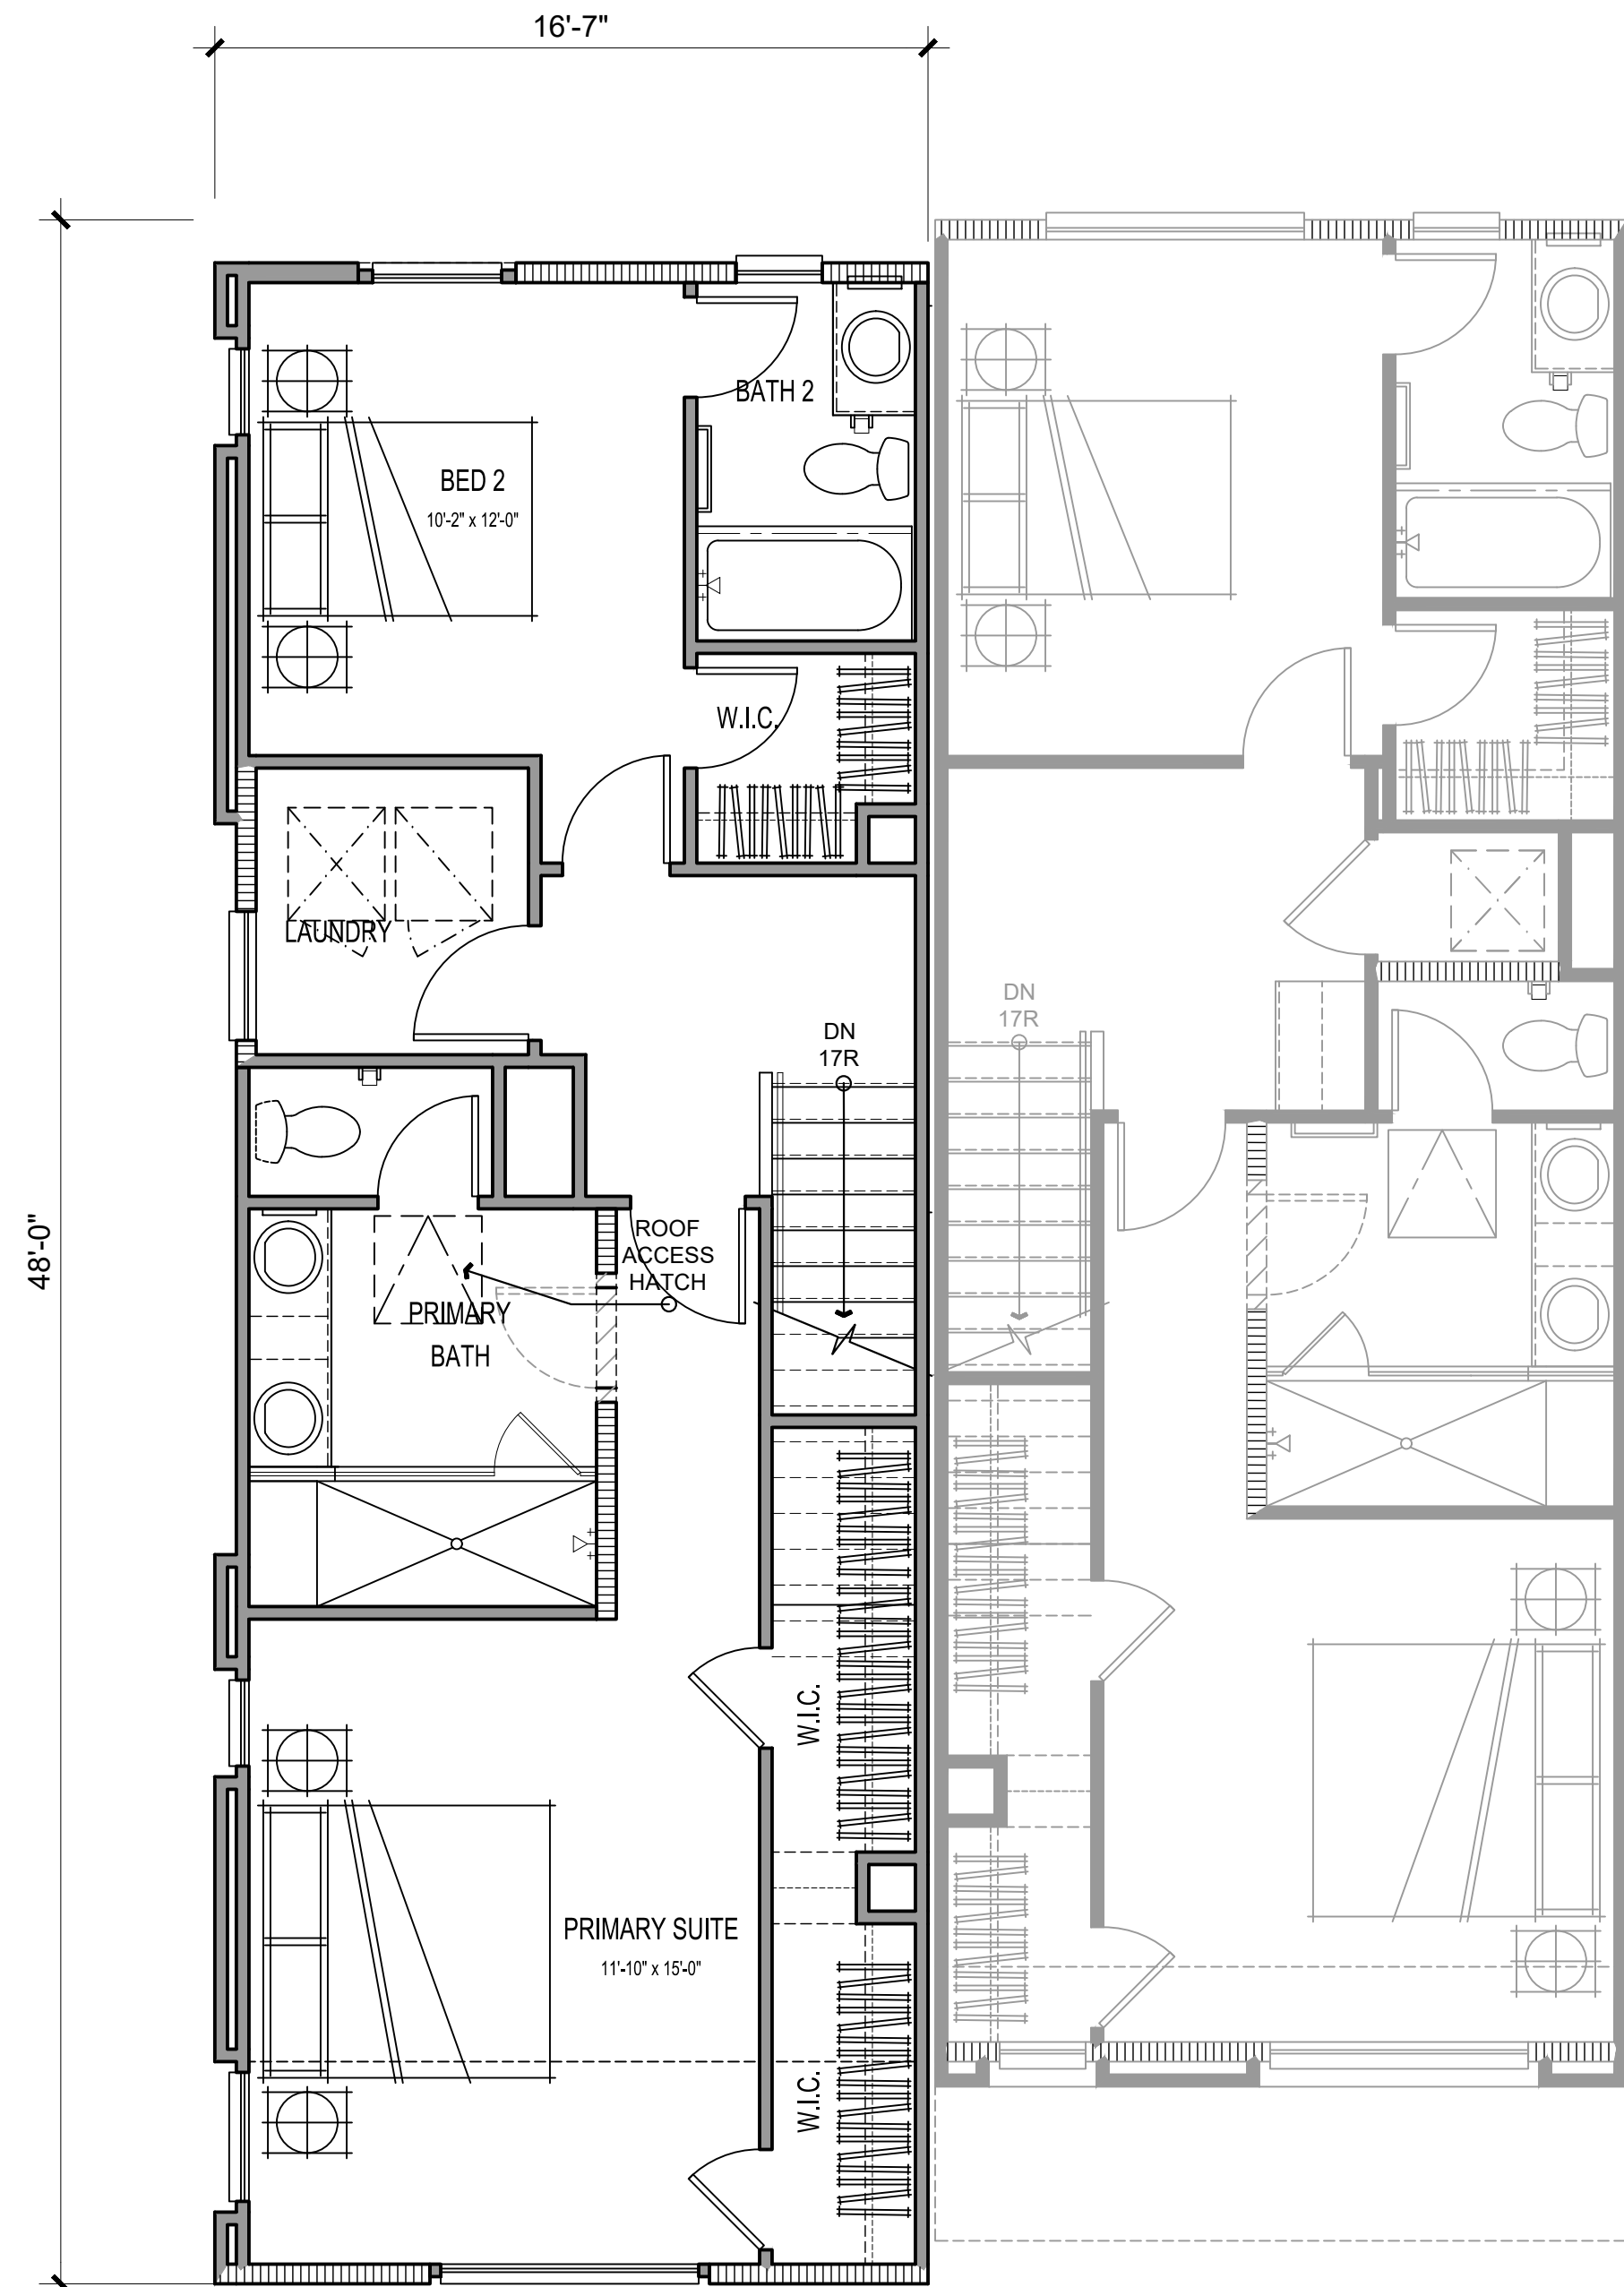 16'-7"
BATH 2
BED 2
10'-2" x 12'-0"
W.I.C.
LAUNDRY
DN
17R
DN
17R
48'-0"
ROOF
ACCESS
HATCH
PRIMARY
BATH
W.I.C.
PRIMARY SUITE
11'-10" x 15'-0"
W.I.C.